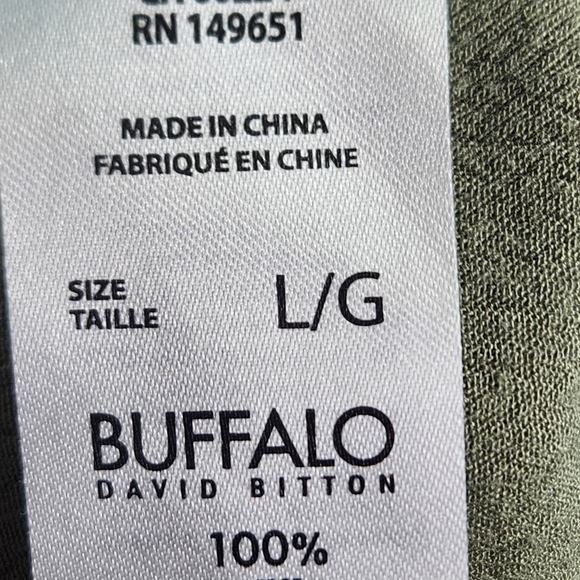 RN 149651
MADE IN CHINA
FABRIQUÉ EN CHINE
SIZE
TAILLE
L/G
BUFFALO
DAVID BITTON
100%